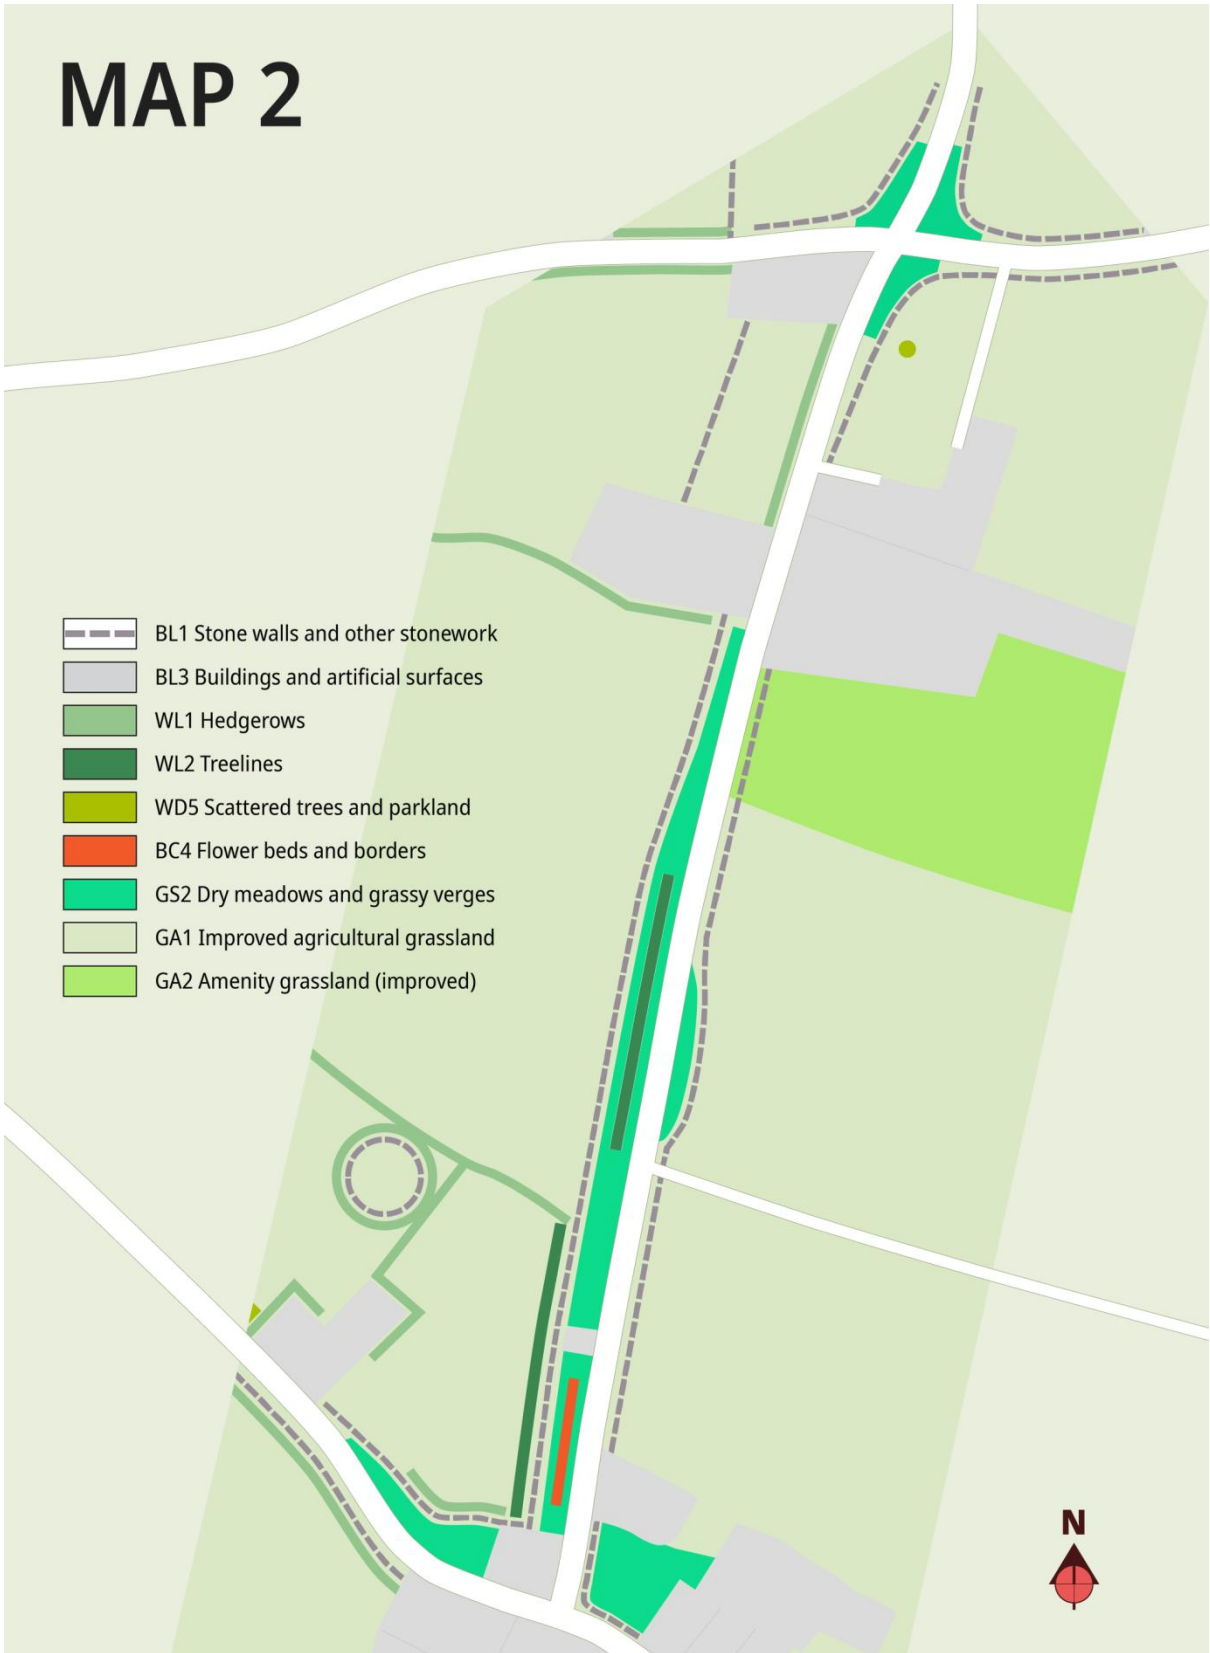 MAP 2
BL1 Stone walls and other stonework
BL3 Buildings and artificial surfaces
WL1 Hedgerows
WL2 Treelines
WD5 Scattered trees and parkland
BC4 Flower beds and borders
GS2 Dry meadows and grassy verges
GA1 Improved agricultural grassland
GA2 Amenity grassland (improved)
N